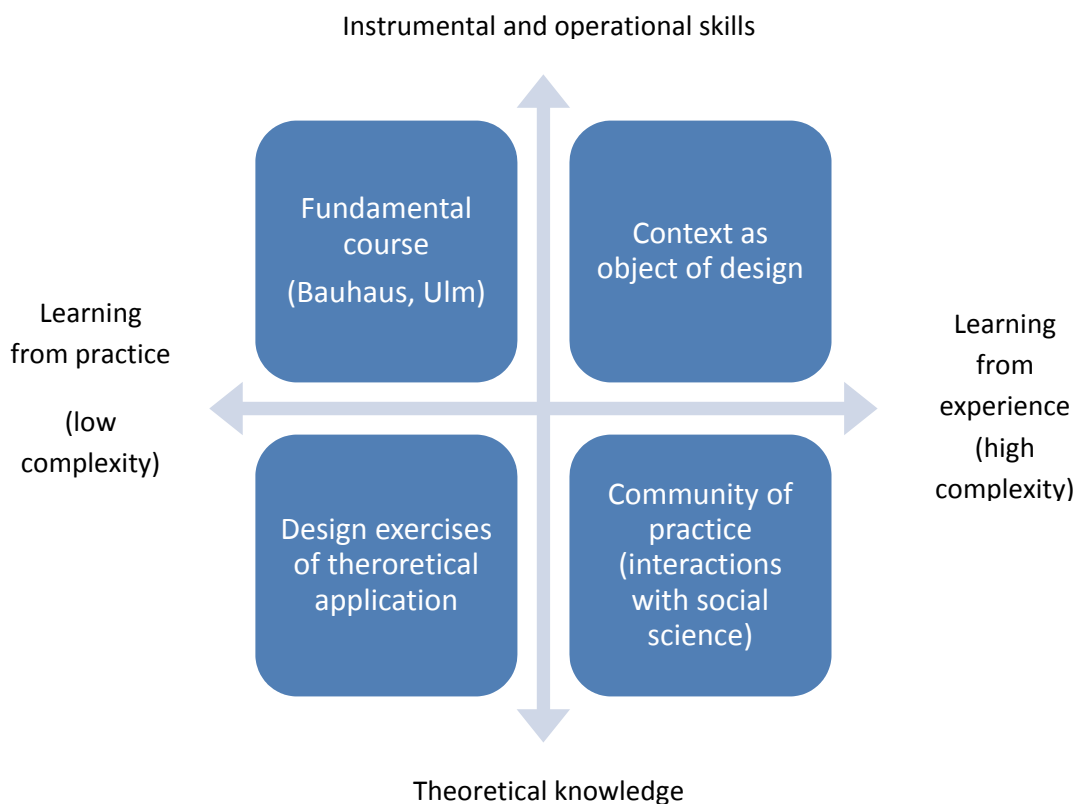 Instrumental and operational skills
Fundamental
course
(Bauhaus, Ulm)
Context as
object of design
Learning
from practice
(low
complexity)
Learning
from
experience
(high
complexity)
Design exercises
of theroretical
application
Community of
practice
(interactions
with social
science)
Theoretical knowledge